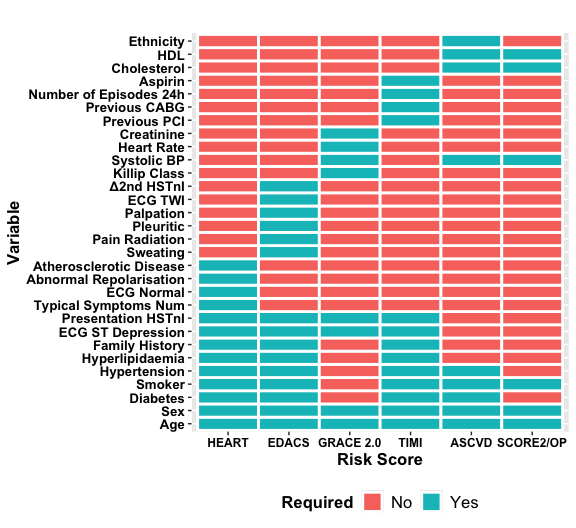 Ethnicity
HDL
Cholesterol
Aspirin
Number of Episodes 24h
Previous CABG
Previous PCI
Creatinine
Heart Rate
Systolic BP
Killip Class
Δ2nd HSTnI
ECG TWI
Palpation
Pleuritic
Pain Radiation
Sweating
Atherosclerotic Disease
Abnormal Repolarisation
ECG Normal
Typical Symptoms Num
Presentation HSTnI
ECG ST Depression
Family History
Hyperlipidaemia
Hypertension
Smoker
Diabetes
Sex
Age
Variable
HEART EDACS GRACE 2.0 TIMI ASCVD SCORE2/OP
Risk Score
Required No Yes